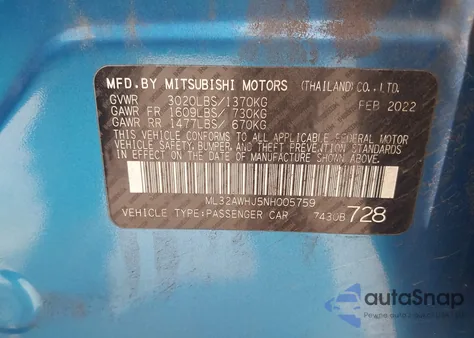 MFD.BY MITSUBISHI MOTORS (THAILAND)CO.,LTD.
GVWR 3020LBS/1370KG FEB 2022
GAWR FR 1609LBS/ 730KG
GAWR RR 1477LBS/ 670KG
THIS VEHICLE CONFORMS TO ALL APPLICABLE FEDERAL MOTOR
VEHICLE SAFETY, BUMPER, AND THEFT PREVENTION STANDARDS
IN EFFECT ON THE DATE OF MANUFACTURE SHOWN ABOVE.
ML32AWHJ5NH005759
VEHICLE TYPE:PASSENGER CAR 7430B 728
autoSnap